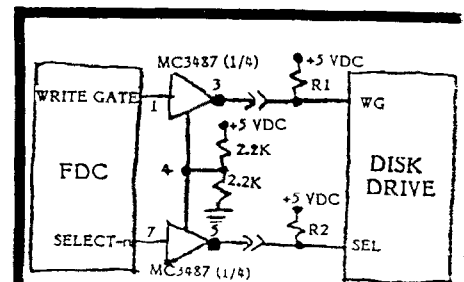 MC3487 (1/4)
+5 VDC
3
R1
WRITE GATE
1
WG
+5 VDC
2.2K
4
FDC
2.2K
DISK
DRIVE
+5 VDC
7
5
R2
SELECT
SEL
MC3487 (1/4)